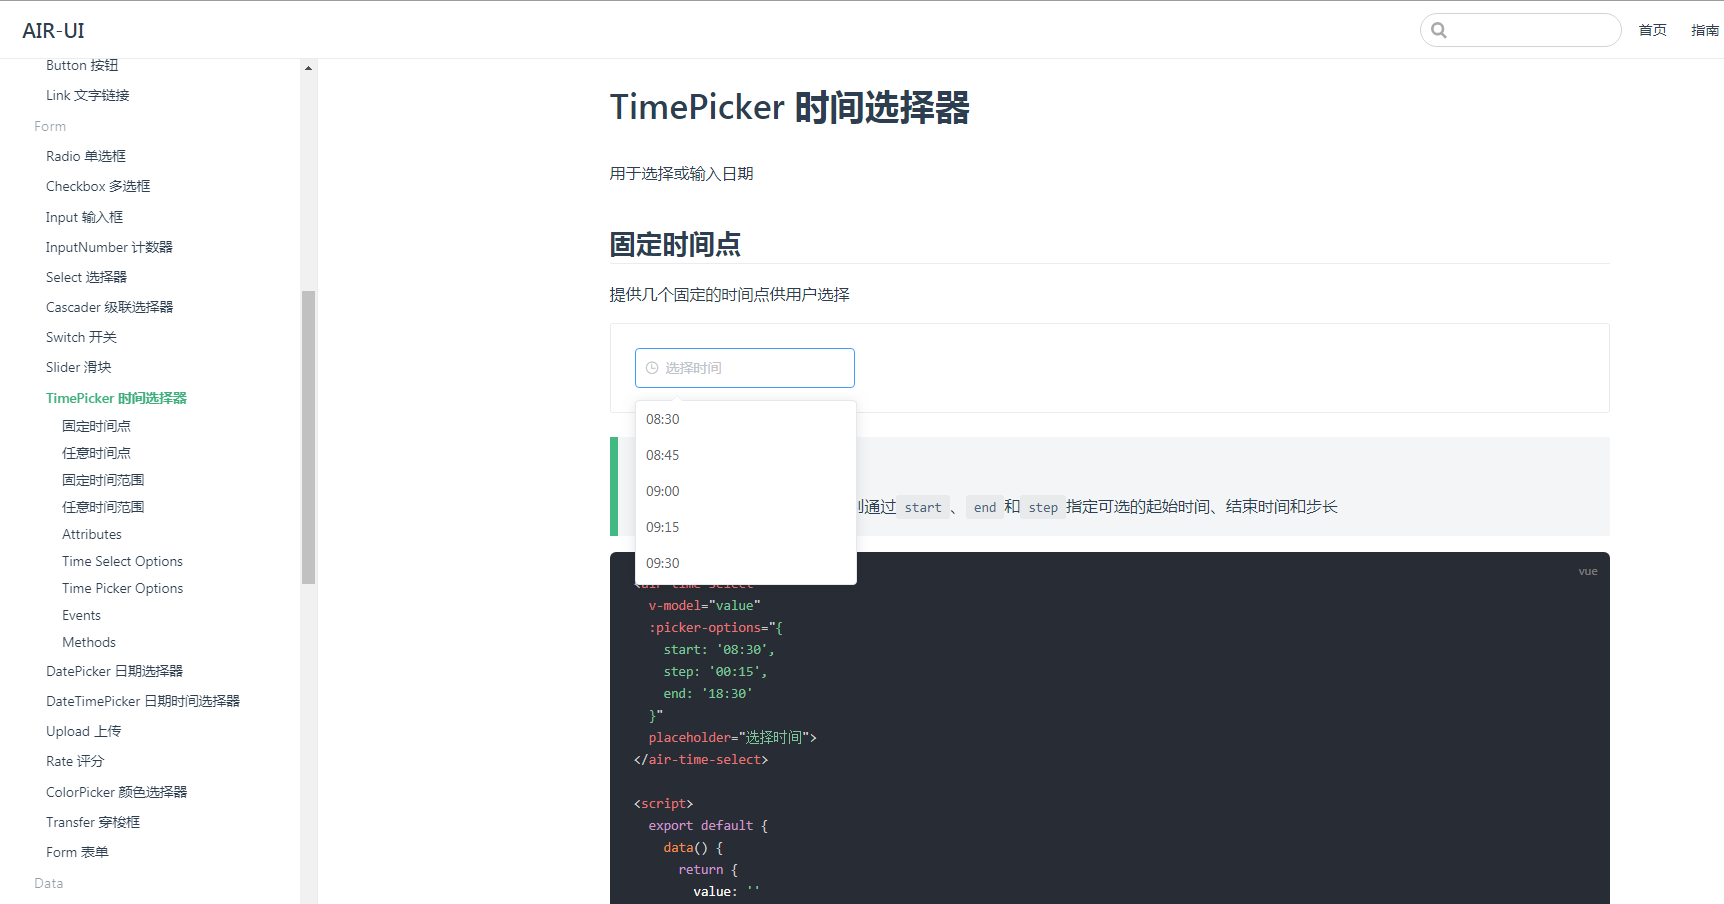 AIR-UI
首页 指南
Button 按钮
Link 文字链接
Form
Radio 单选框
Checkbox 多选框
Input 输入框
InputNumber 计数器
Select 选择器
Cascader 级联选择器
Switch 开关
Slider 滑块
TimePicker 时间选择器
固定时间点
任意时间点
固定时间范围
任意时间范围
Attributes
Time Select Options
Time Picker Options
Events
Methods
DatePicker 日期选择器
DateTimePicker 日期时间选择器
Upload 上传
Rate 评分
ColorPicker 颜色选择器
Transfer 穿梭框
Form 表单
Data
TimePicker 时间选择器
用于选择或输入日期
固定时间点
提供几个固定的时间点供用户选择
选择时间
08:30
08:45
09:00
09:15
09:30
通过 start 、 end 和 step 指定可选的起始时间、结束时间和步长
vue
<air-time-select
v-model="value"
:picker-options="{
start: '08:30',
step: '00:15',
end: '18:30'
}"
placeholder="选择时间">
</air-time-select>
<script>
export default {
data() {
return {
value: ''